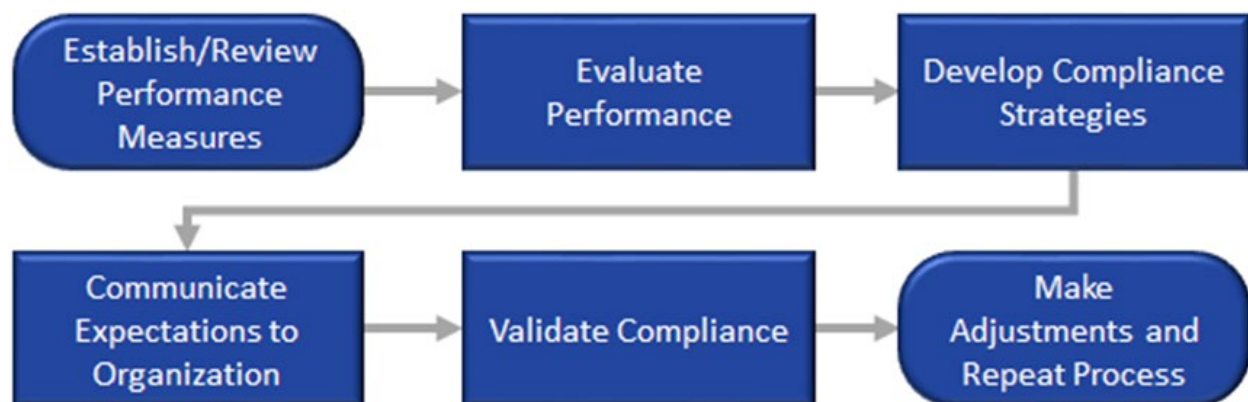 Establish/Review
Performance
Measures
Evaluate
Performance
Develop Compliance
Strategies
Communicate
Expectations to
Organization
Validate Compliance
Make
Adjustments and
Repeat Process